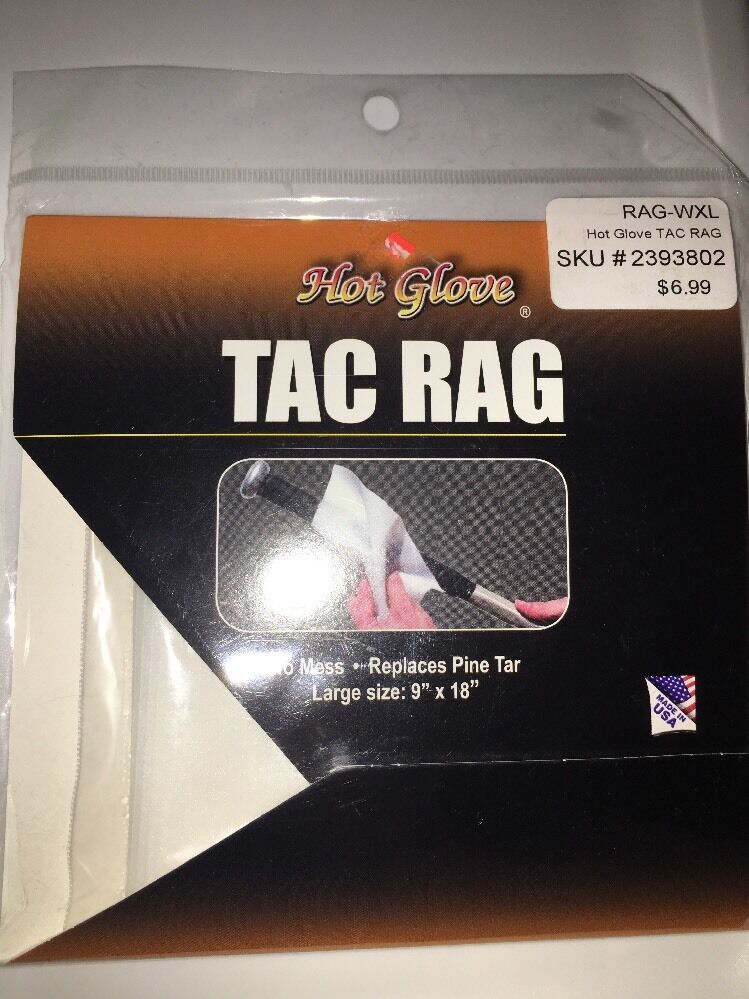 RAG-WXL
Hot Glove TAC RAG
SKU # 2393802
$6.99
Hot Glove ®
TAC RAG
Mess • Replaces Pine Tar
Large size: 9" x 18"
MADE IN
USA